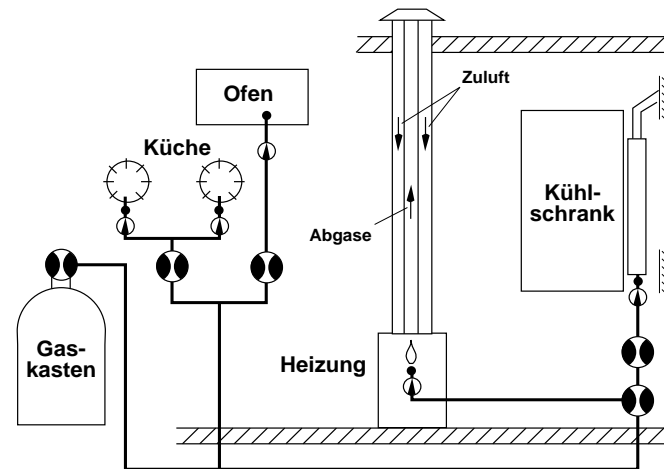 Zuluft
Ofen
Küche
Kühl-
schrank
Abgase
Gas-
kasten
Heizung